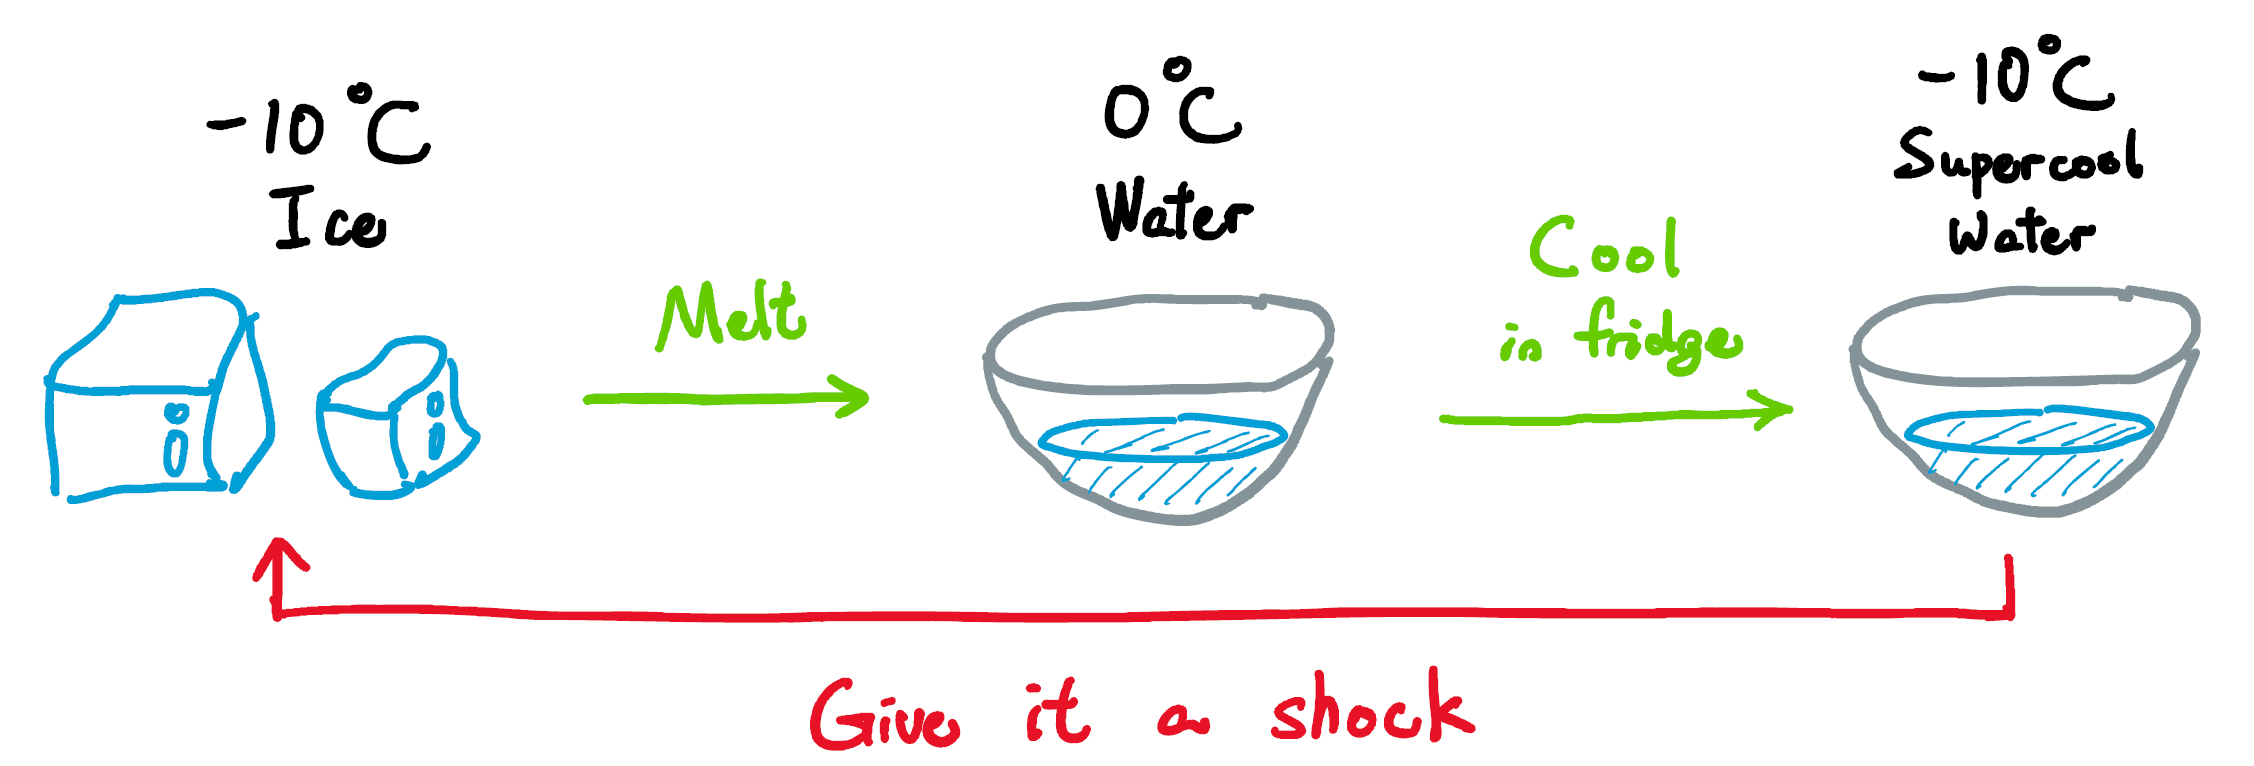 -10°C
Ice
Melt
0°C
Water
Cool
in fridge
-10°C
Supercool
Water
Give it a shock